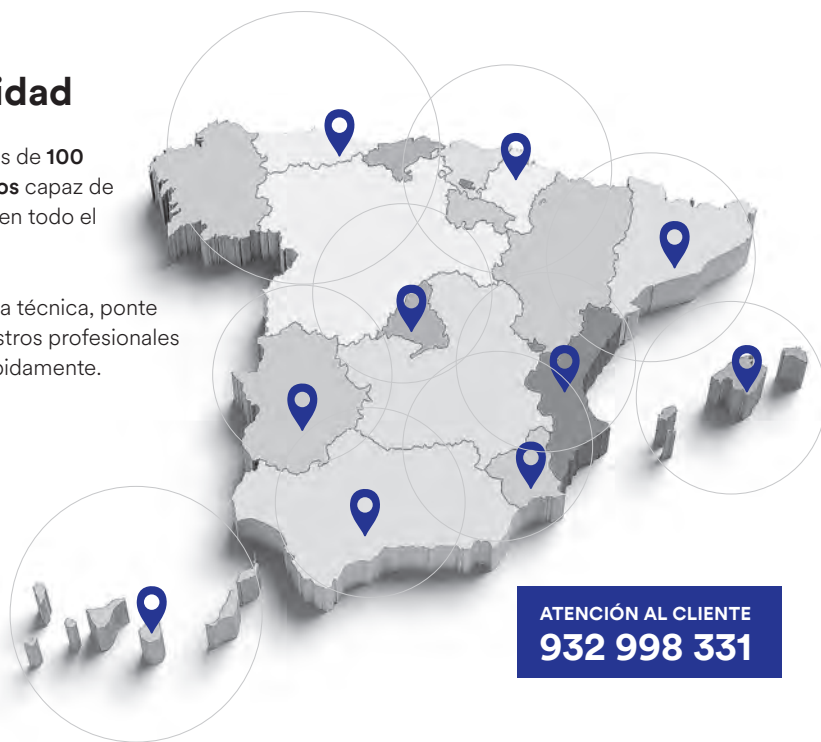 idad
s de 100
os capaz de
en todo el
a técnica, ponte
stros profesionales
pidamente.
ATENCIÓN AL CLIENTE
932 998 331